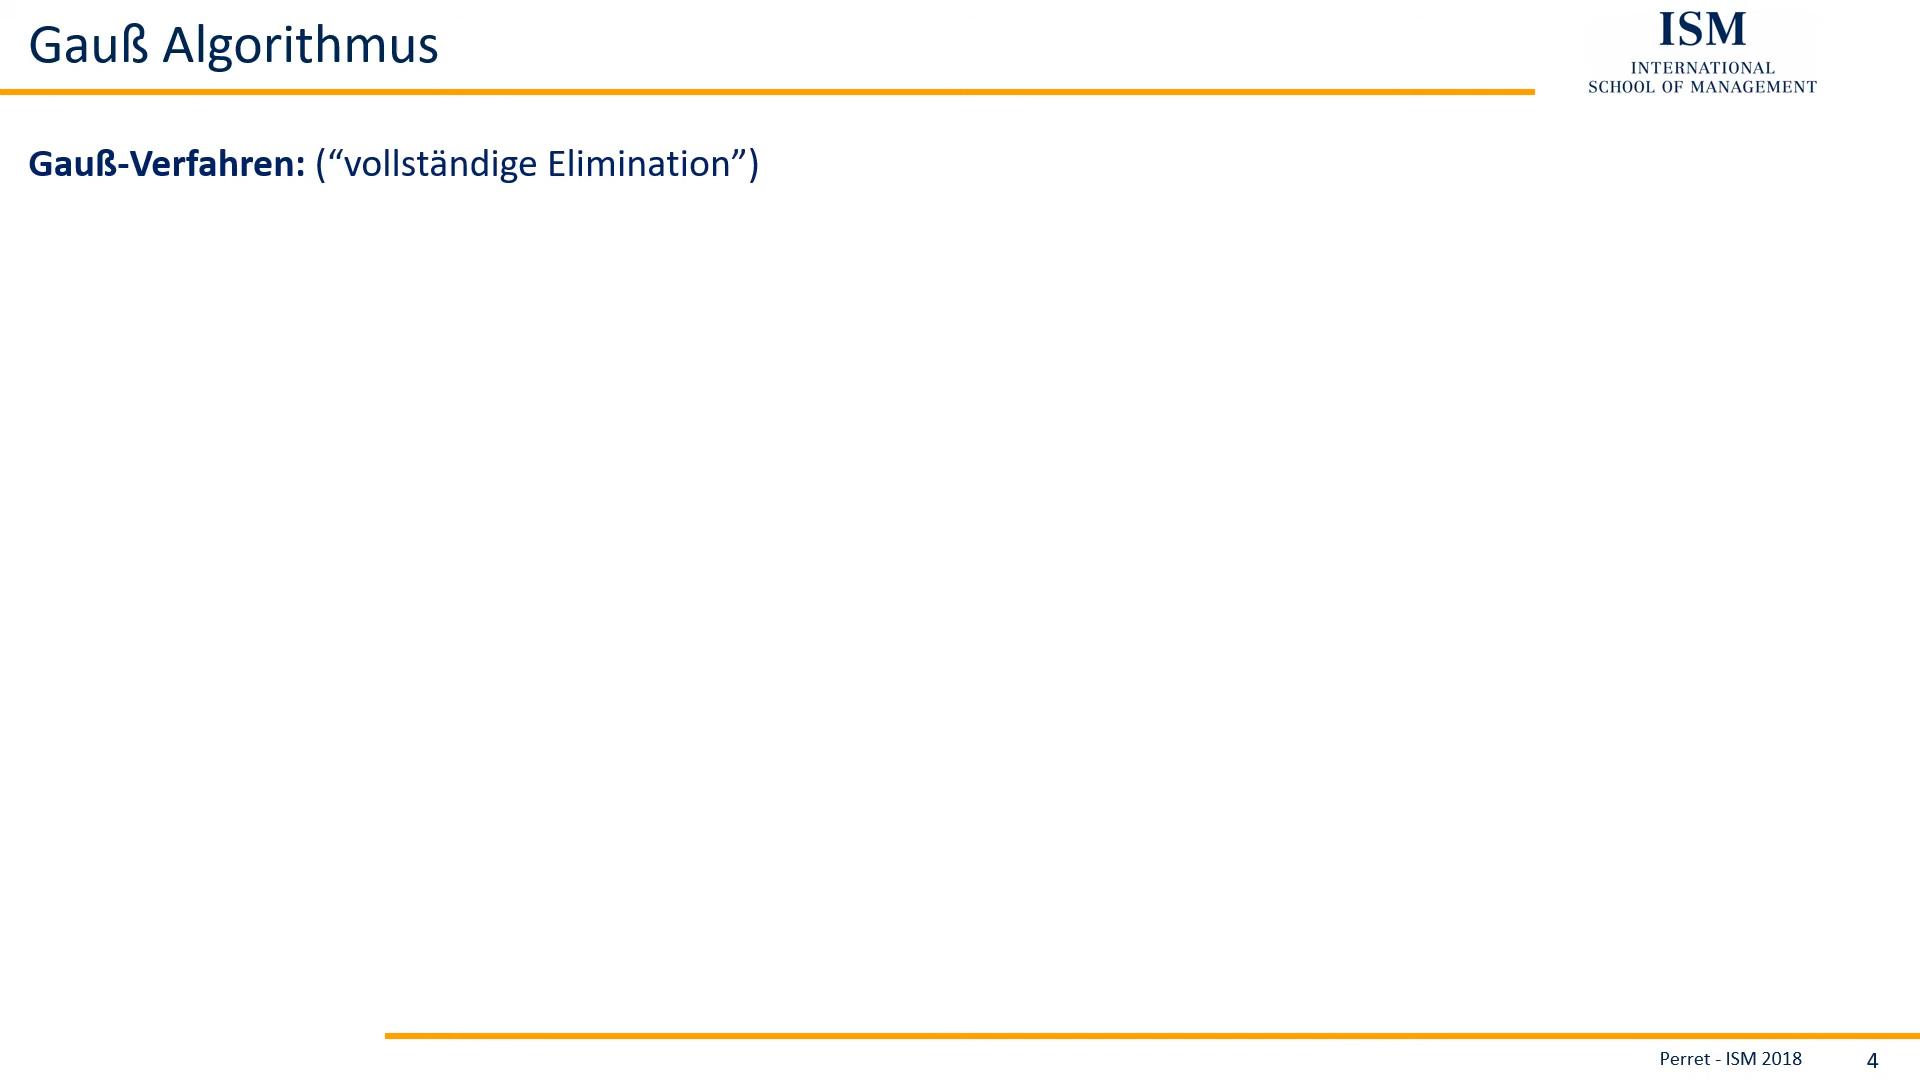 Gauß Algorithmus
ISM
INTERNATIONAL
SCHOOL OF MANAGEMENT
Gauß-Verfahren: (“vollständige Elimination”)
Perret - ISM 2018
4